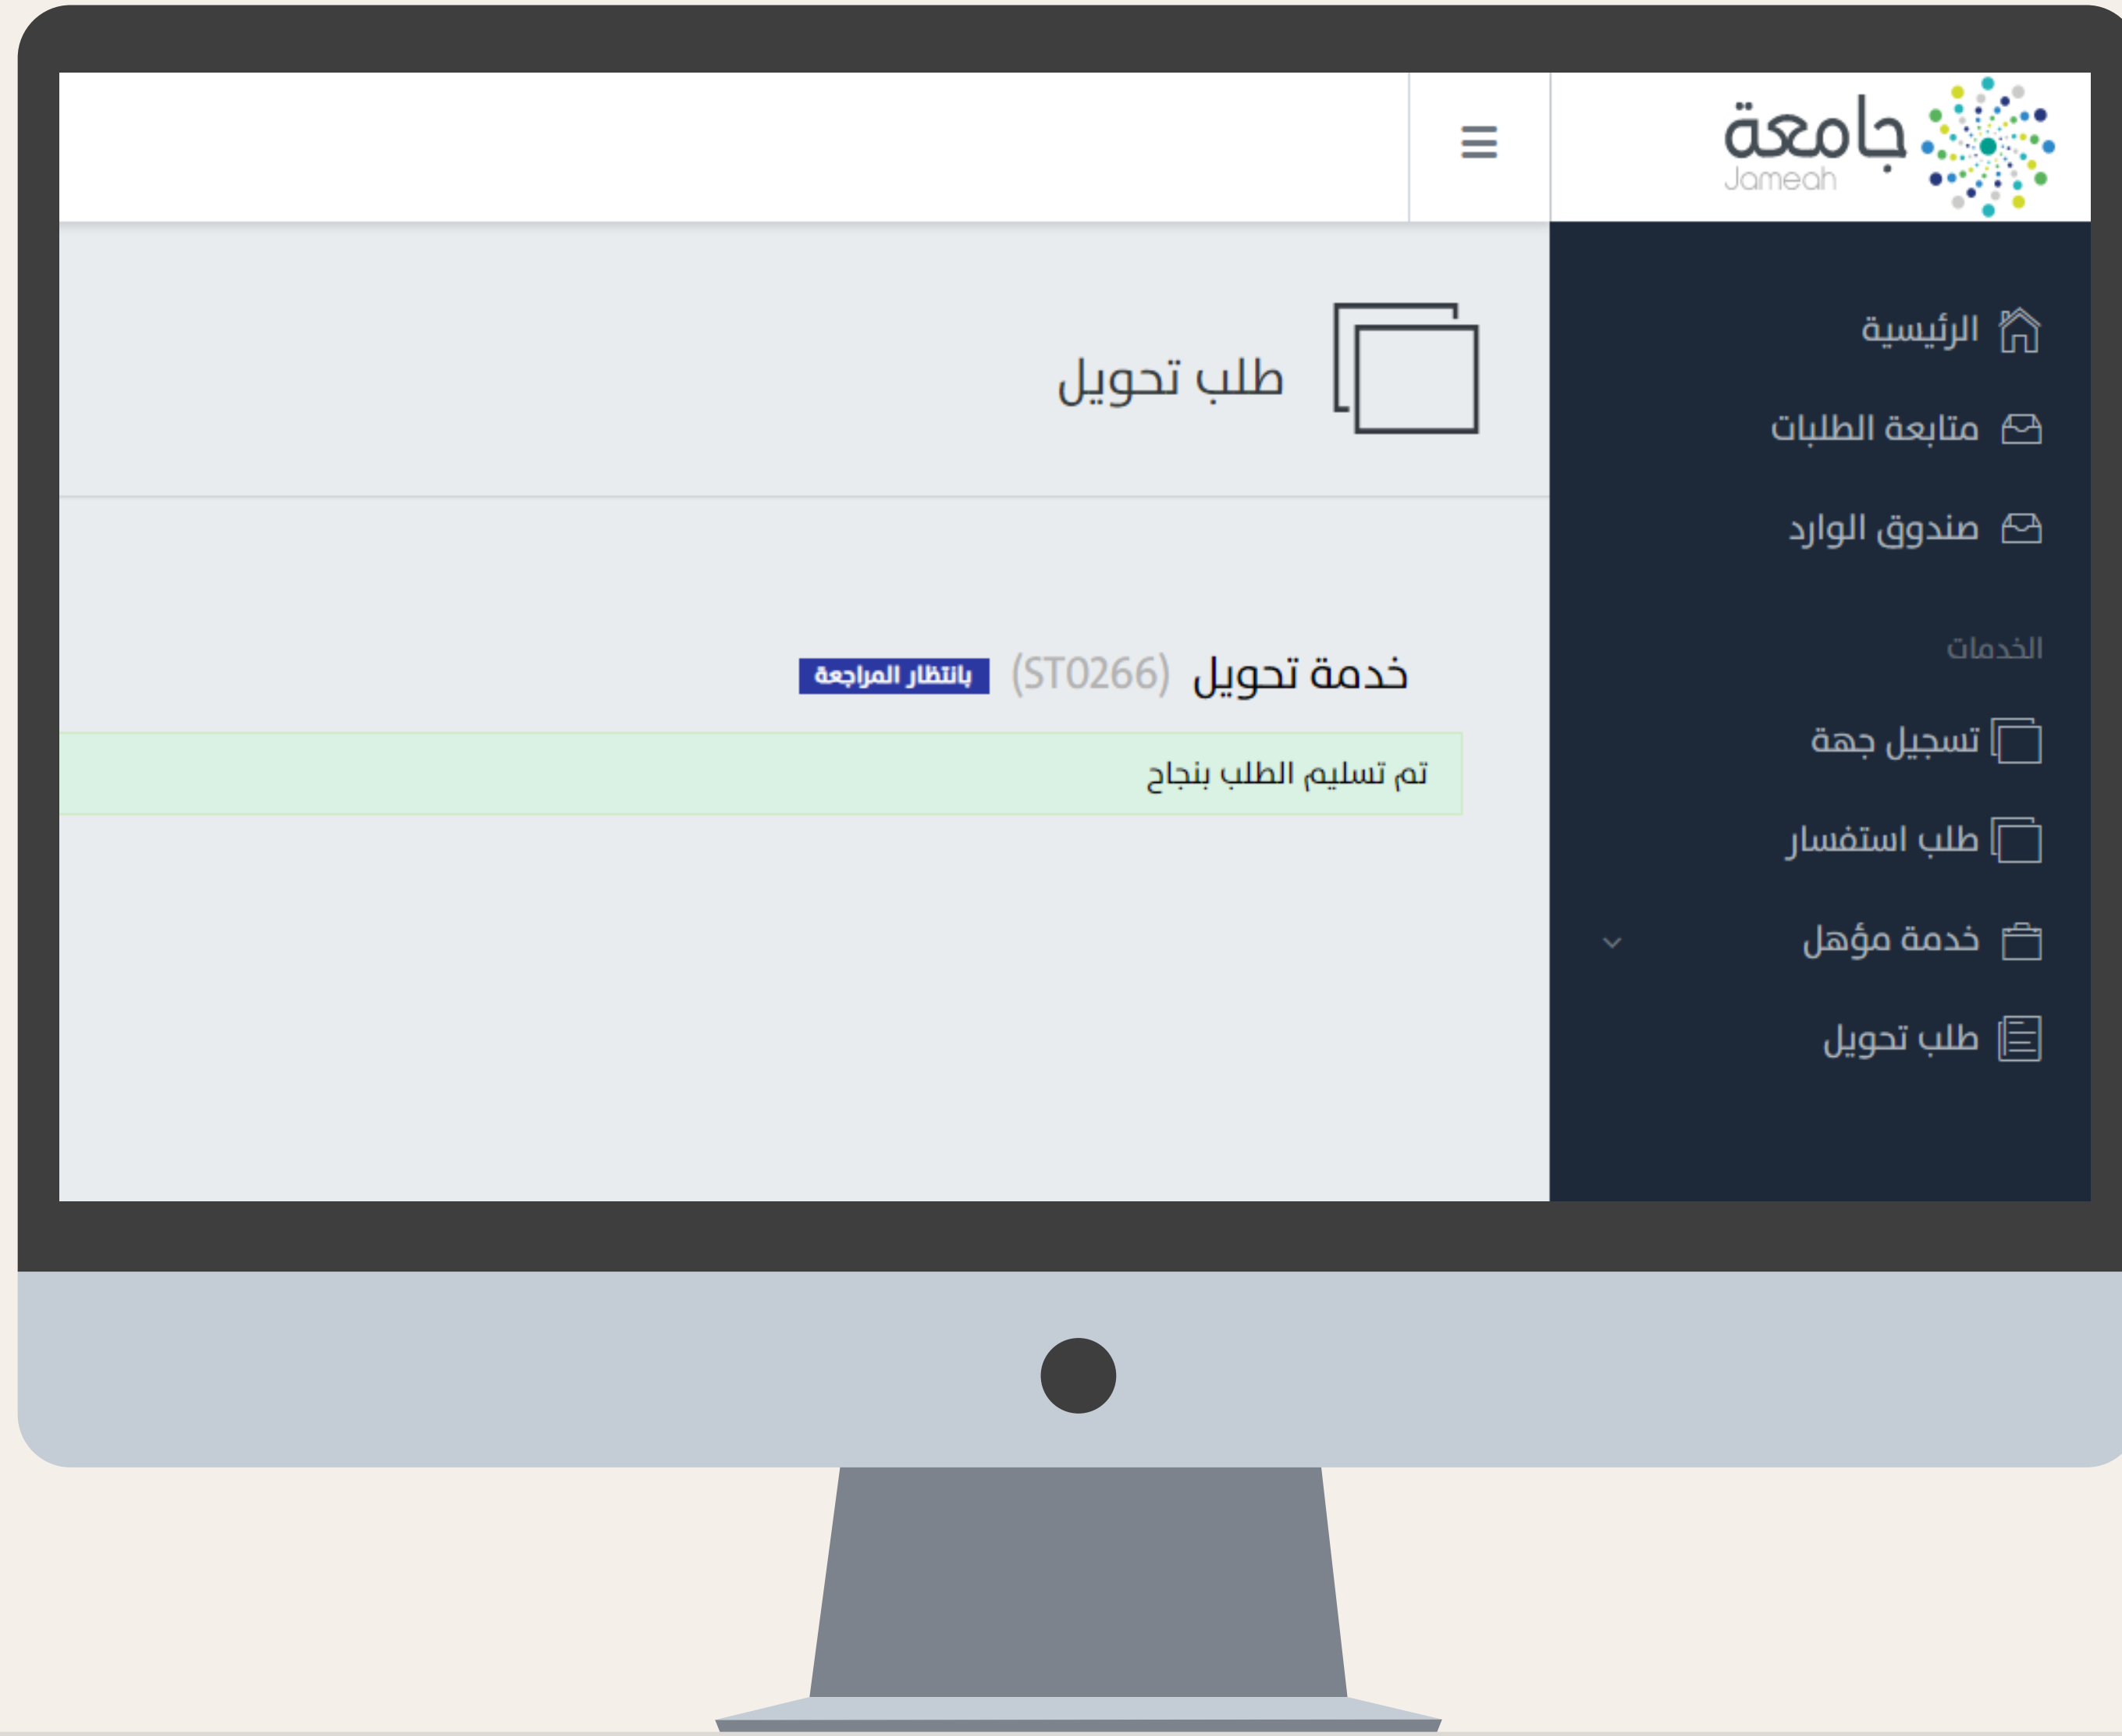 جامعة
Jameah
الرئيسية
متابعة الطلبات
صندوق الوارد
الخدمات
تسجيل جهة
طلب استفسار
خدمة مؤهل
طلب تحويل
طلب تحويل
خدمة تحويل (ST0266) بانتظار المراجعة
تم تسليم الطلب بنجاح